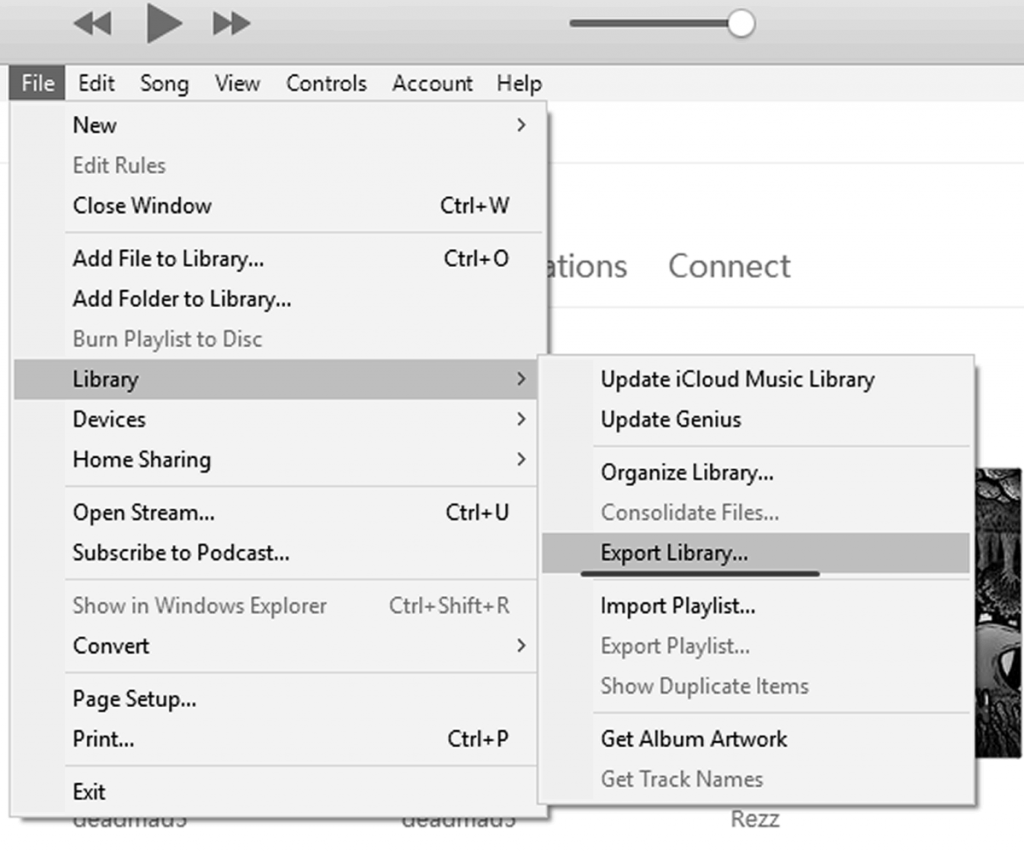 File Edit Song View Controls Account Help
New
Edit Rules
Close Window Ctrl+W
Add File to Library... Ctrl+O
Add Folder to Library...
Burn Playlist to Disc
Library
Devices
Home Sharing
Open Stream... Ctrl+U
Subscribe to Podcast...
Show in Windows Explorer Ctrl+Shift+R
Convert
Page Setup...
Print... Ctrl+P
Exit
ations Connect
Update iCloud Music Library
Update Genius
Organize Library...
Consolidate Files...
Export Library...
Import Playlist...
Export Playlist...
Show Duplicate Items
Get Album Artwork
Get Track Names
deadmau5 deadmau5 Rezz